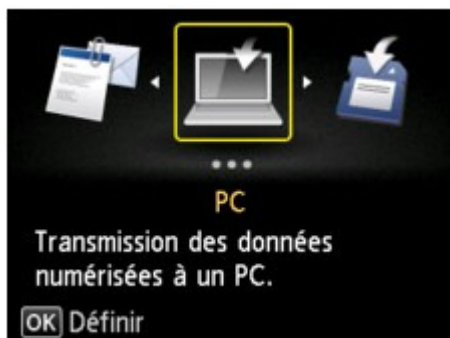 PC
Transmission des données
numérisées à un PC.
OK Définir